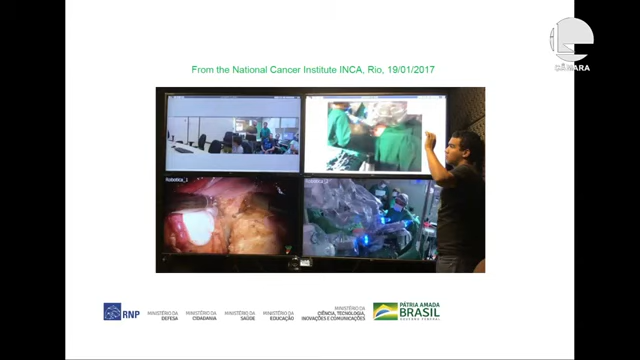 CÂMARA
From the National Cancer Institute INCA, Rio, 19/01/2017
Robotica_1
RNP
MINISTÉRIO DA
DEFESA
MINISTÉRIO DA
CIDADANIA
MINISTÉRIO DA
SAÚDE
MINISTÉRIO DA
EDUCAÇÃO
MINISTÉRIO DA
CIÊNCIA, TECNOLOGIA,
INOVAÇÕES E COMUNICAÇÕES
PÁTRIA AMADA
BRASIL
GOVERNO FEDERAL